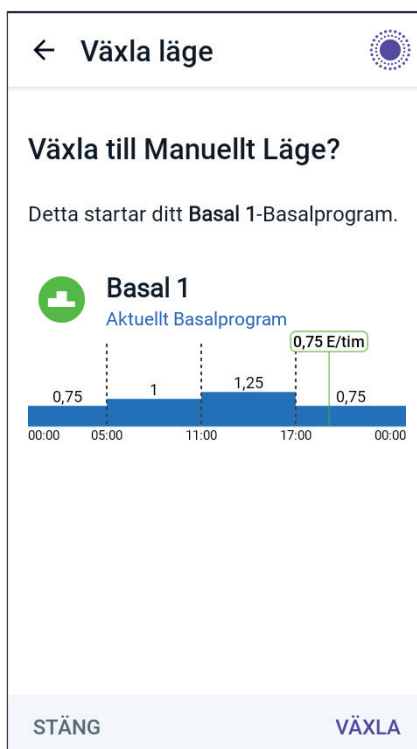 Växla läge
Växla till Manuellt Läge?
Detta startar ditt Basal 1-Basalprogram.
Basal 1
Aktuellt Basalprogram
0,75 E/tim
0,75 1 1,25 0,75
00:00 05:00 11:00 17:00 00:00
STÄNG VÄXLA